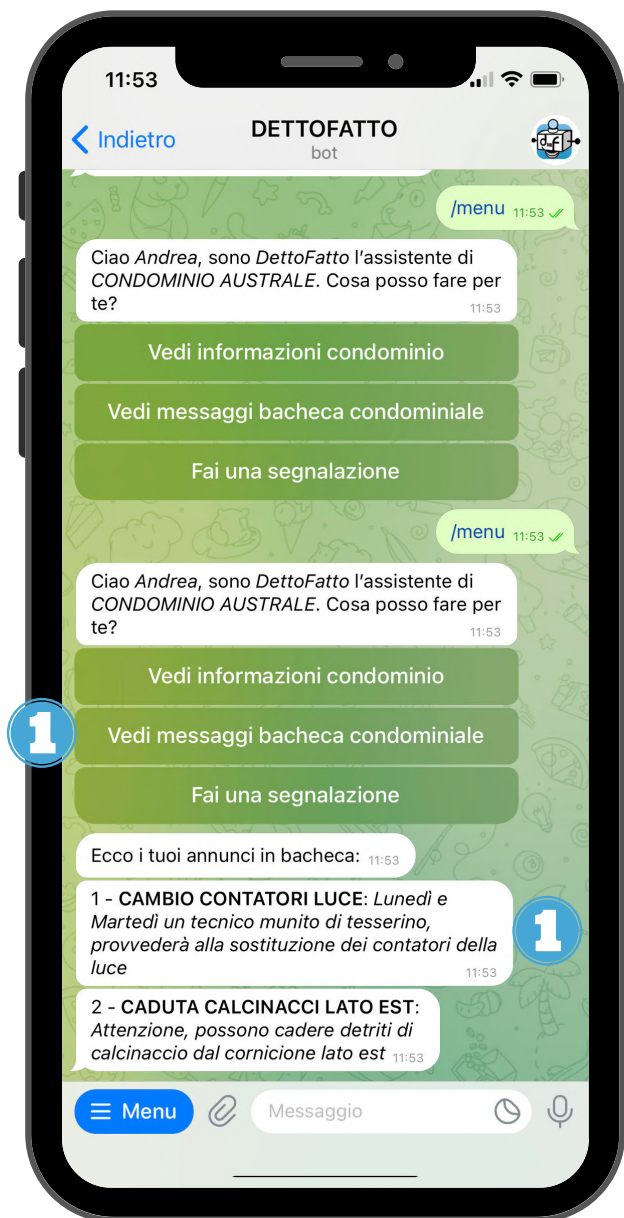 11:53
Indietro
DETTOFATTO
bot
d-f
/menu 11:53
Ciao Andrea, sono DettoFatto l'assistente di
CONDOMINIO AUSTRALE. Cosa posso fare per
te?
11:53
Vedi informazioni condominio
Vedi messaggi bacheca condominiale
Fai una segnalazione
/menu 11:53
Ciao Andrea, sono DettoFatto l'assistente di
CONDOMINIO AUSTRALE. Cosa posso fare per
te?
11:53
Vedi informazioni condominio
1
Vedi messaggi bacheca condominiale
Fai una segnalazione
Ecco i tuoi annunci in bacheca: 11:53
1 - CAMBIO CONTATORI LUCE: Lunedì e
Martedì un tecnico munito di tesserino,
provvederà alla sostituzione dei contatori della
luce
11:53
1
2 - CADUTA CALCINACCI LATO EST:
Attenzione, possono cadere detriti di
calcinaccio dal cornicione lato est 11:53
Menu
Messaggio